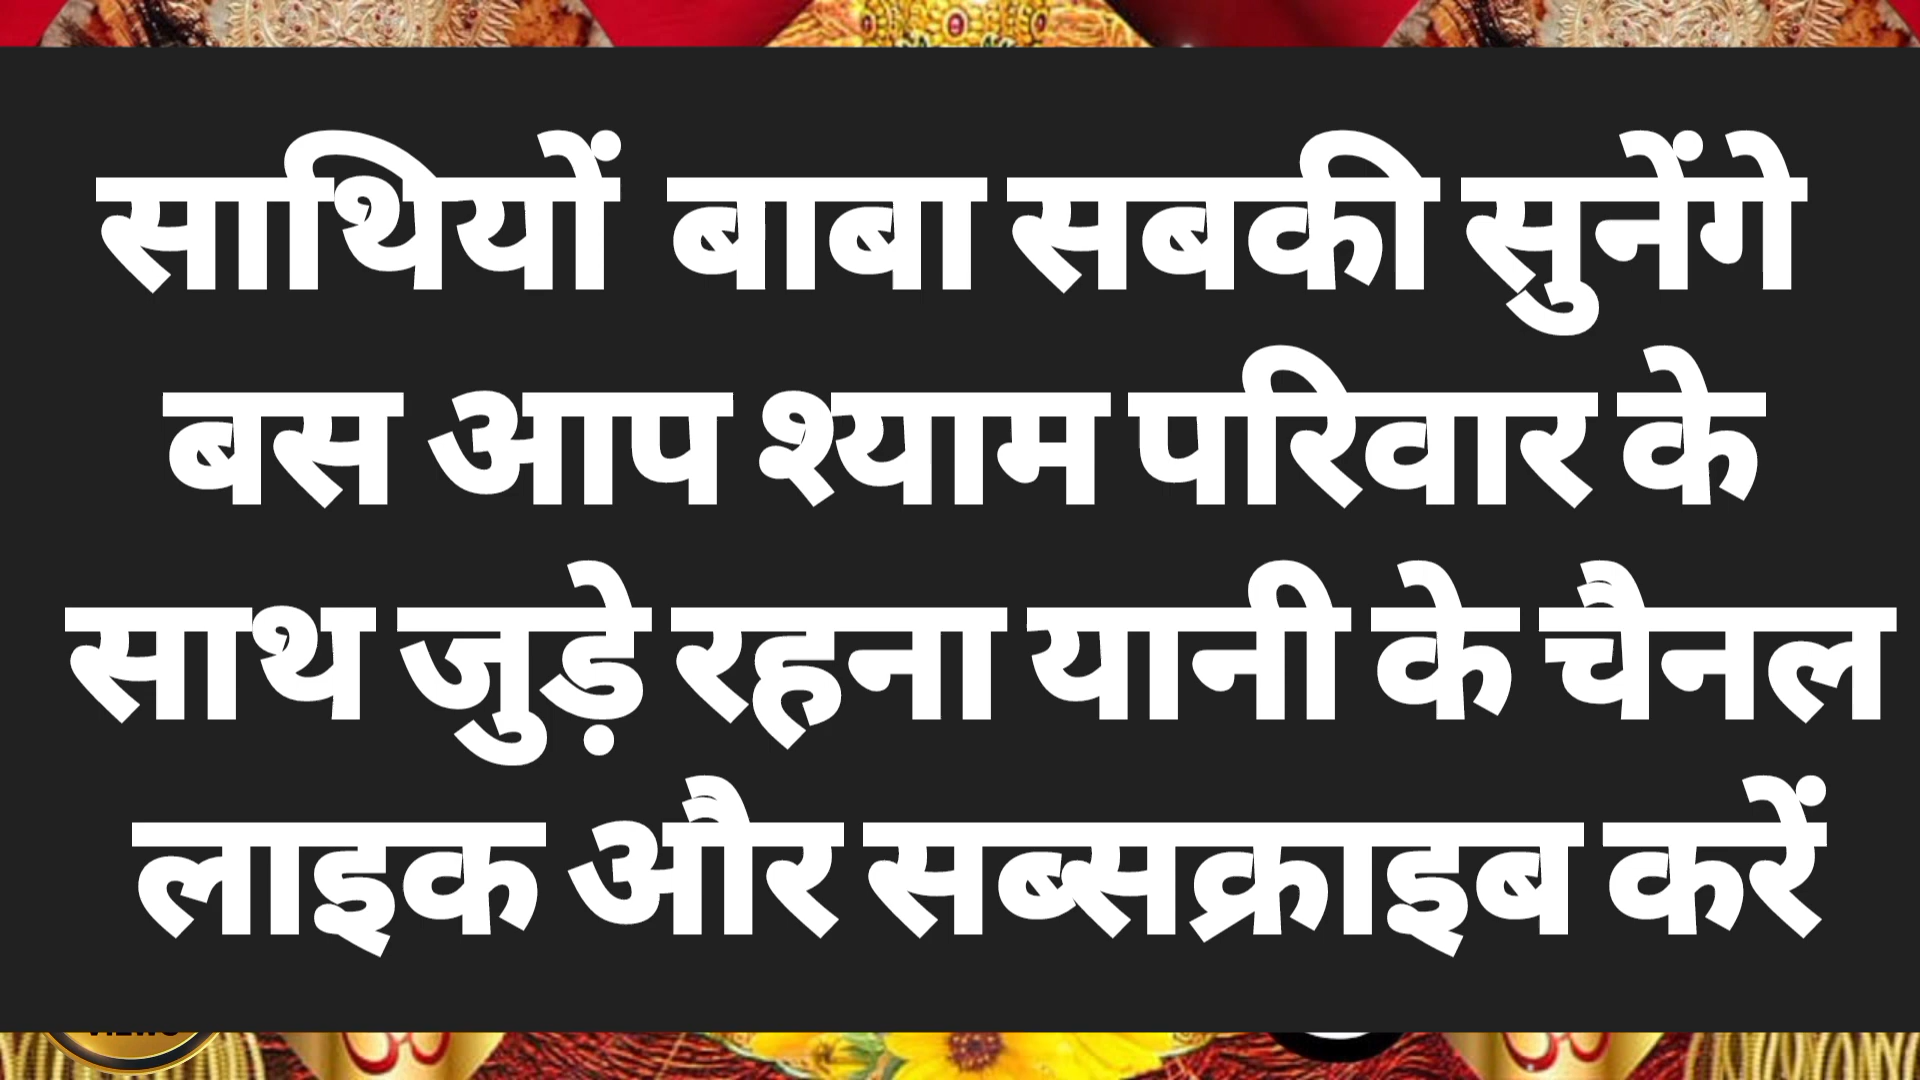 साथियों बाबा सबकी सुनेंगे
बस आप श्याम परिवार के
साथ जुड़े रहना यानी के चैनल
लाइक और सब्सक्राइब करें